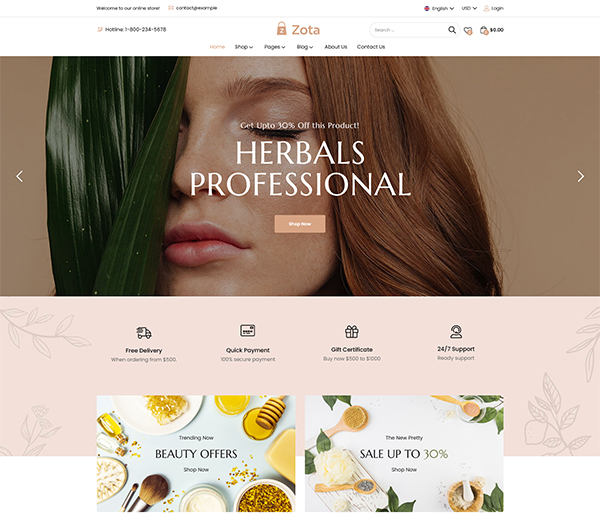 Welcome to our online store!
contact@example
English
USD
Login
Hotline: 1-800-234-5678
Zota
Search ...
$0.00
Home
Shop
Pages
Blog
About Us
Contact Us
Get Upto 30% Off this Product!
HERBALS
PROFESSIONAL
Shop Now
Free Delivery
When ordering from $500.
Quick Payment
100% secure payment
Gift Certificate
Buy now $500 to $1000
24/7 Support
Ready support
Trending Now
BEAUTY OFFERS
Shop Now
The New Pretty
SALE UP TO 30%
Shop Now